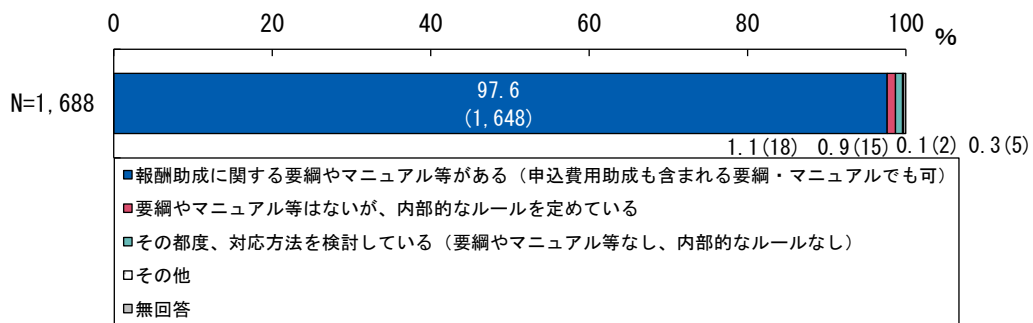 0 20 40 60 80 100 %
N=1,688
97.6
(1,648)
1.1(18) 0.9(15) 0.1(2) 0.3(5)
■報酬助成に関する要綱やマニュアル等がある（申込費用助成も含まれる要綱・マニュアルでも可）
■要綱やマニュアル等はないが、内部的なルールを定めている
■その都度、対応方法を検討している（要綱やマニュアル等なし、内部的なルールなし）
□その他
■無回答